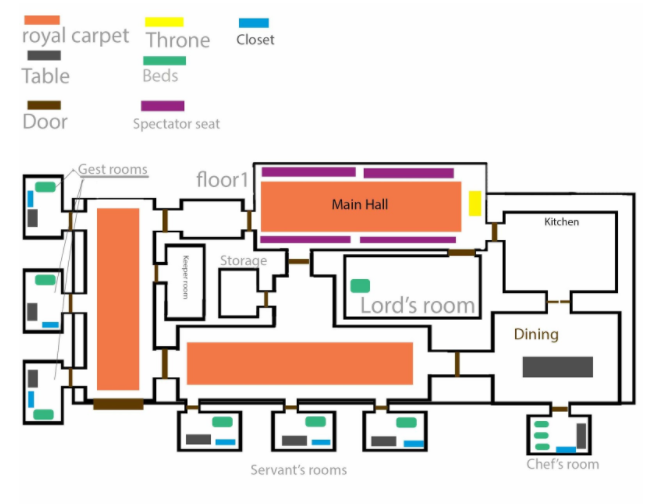 royal carpet
Throne
Closet
Table
Beds
Door
Spectator seat
Gest rooms
floor1
Main Hall
Kitchen
Keeper room
Storage
Lord's room
Dining
Servant's rooms
Chef's room